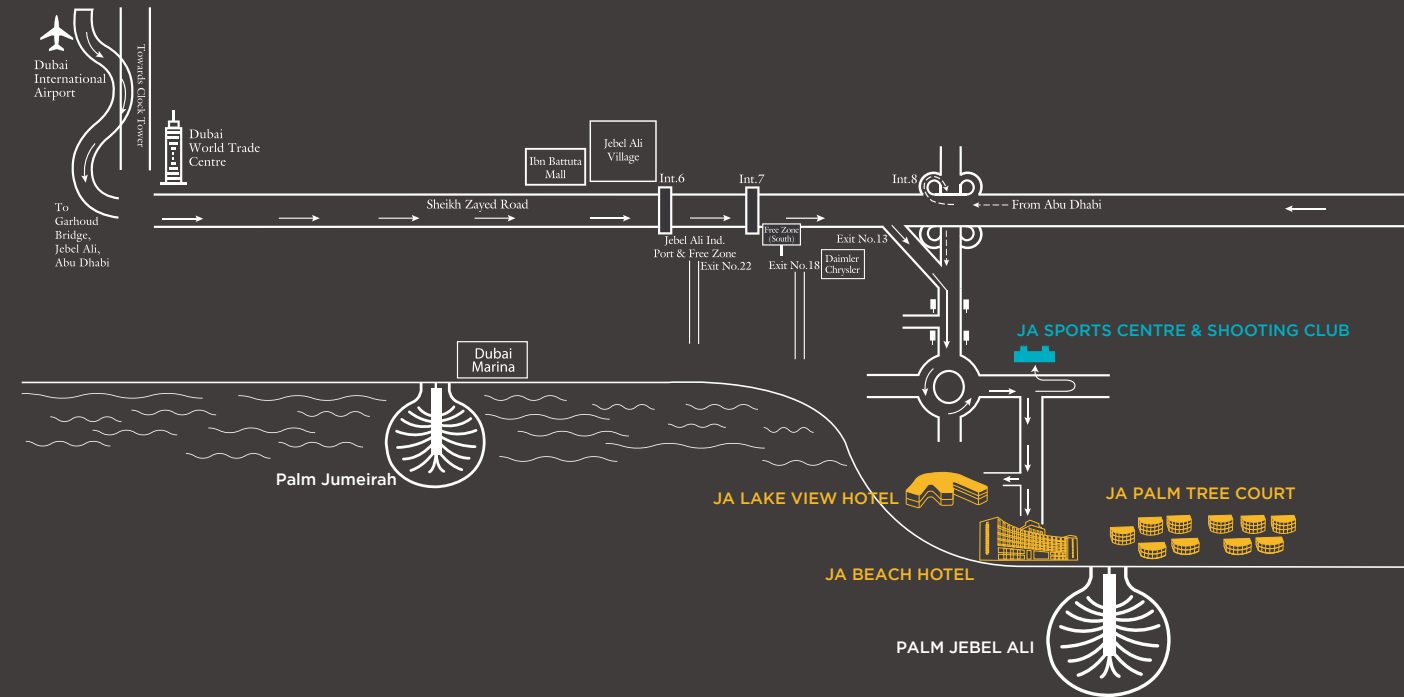 Dubai
International
Airport
Towards Clock Tower
Dubai
World Trade
Centre
To
Garhoud
Bridge,
Jebel Ali,
Abu Dhabi
Sheikh Zayed Road
Ibn Battuta
Mall
Jebel Ali
Village
Int.6
Int.7
Int.8
From Abu Dhabi
Jebel Ali Ind.
Port & Free Zone
Exit No.22
Free Zone
(South)
Exit No.18
Exit No.13
Daimler
Chrysler
JA SPORTS CENTRE & SHOOTING CLUB
Dubai
Marina
Palm Jumeirah
JA LAKE VIEW HOTEL
JA PALM TREE COURT
JA BEACH HOTEL
PALM JEBEL ALI